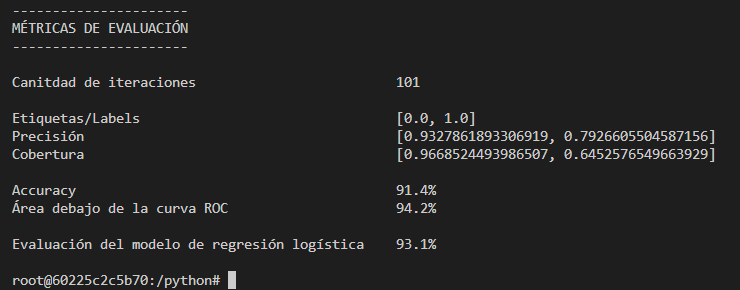 ----------------------
MÉTRICAS DE EVALUACIÓN
----------------------
Canitdad de iteraciones 101
Etiquetas/Labels [0.0, 1.0]
Precisión [0.9327861893306919, 0.7926605504587156]
Cobertura [0.9668524493986507, 0.6452576549663929]
Accuracy 91.4%
Área debajo de la curva ROC 94.2%
Evaluación del modelo de regresión logística 93.1%
root@60225c2c5b70:/python#